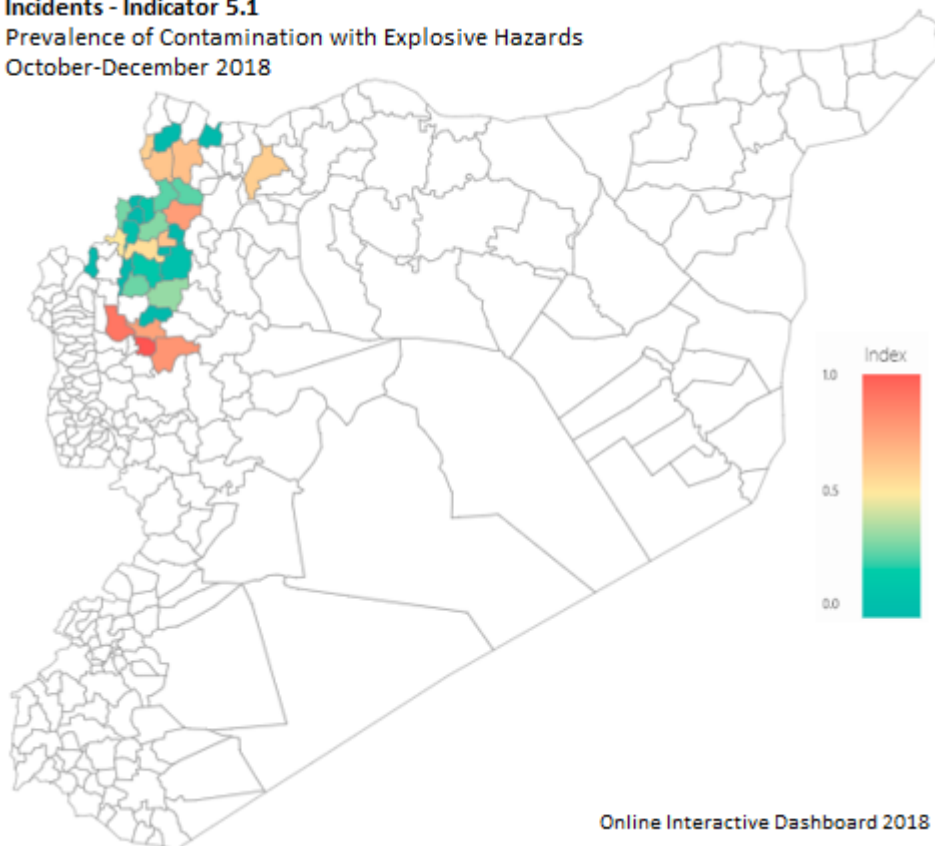 Incidents - Indicator 5.1
Prevalence of Contamination with Explosive Hazards
October-December 2018
Index
1.0
0.5
0.0
Online Interactive Dashboard 2018